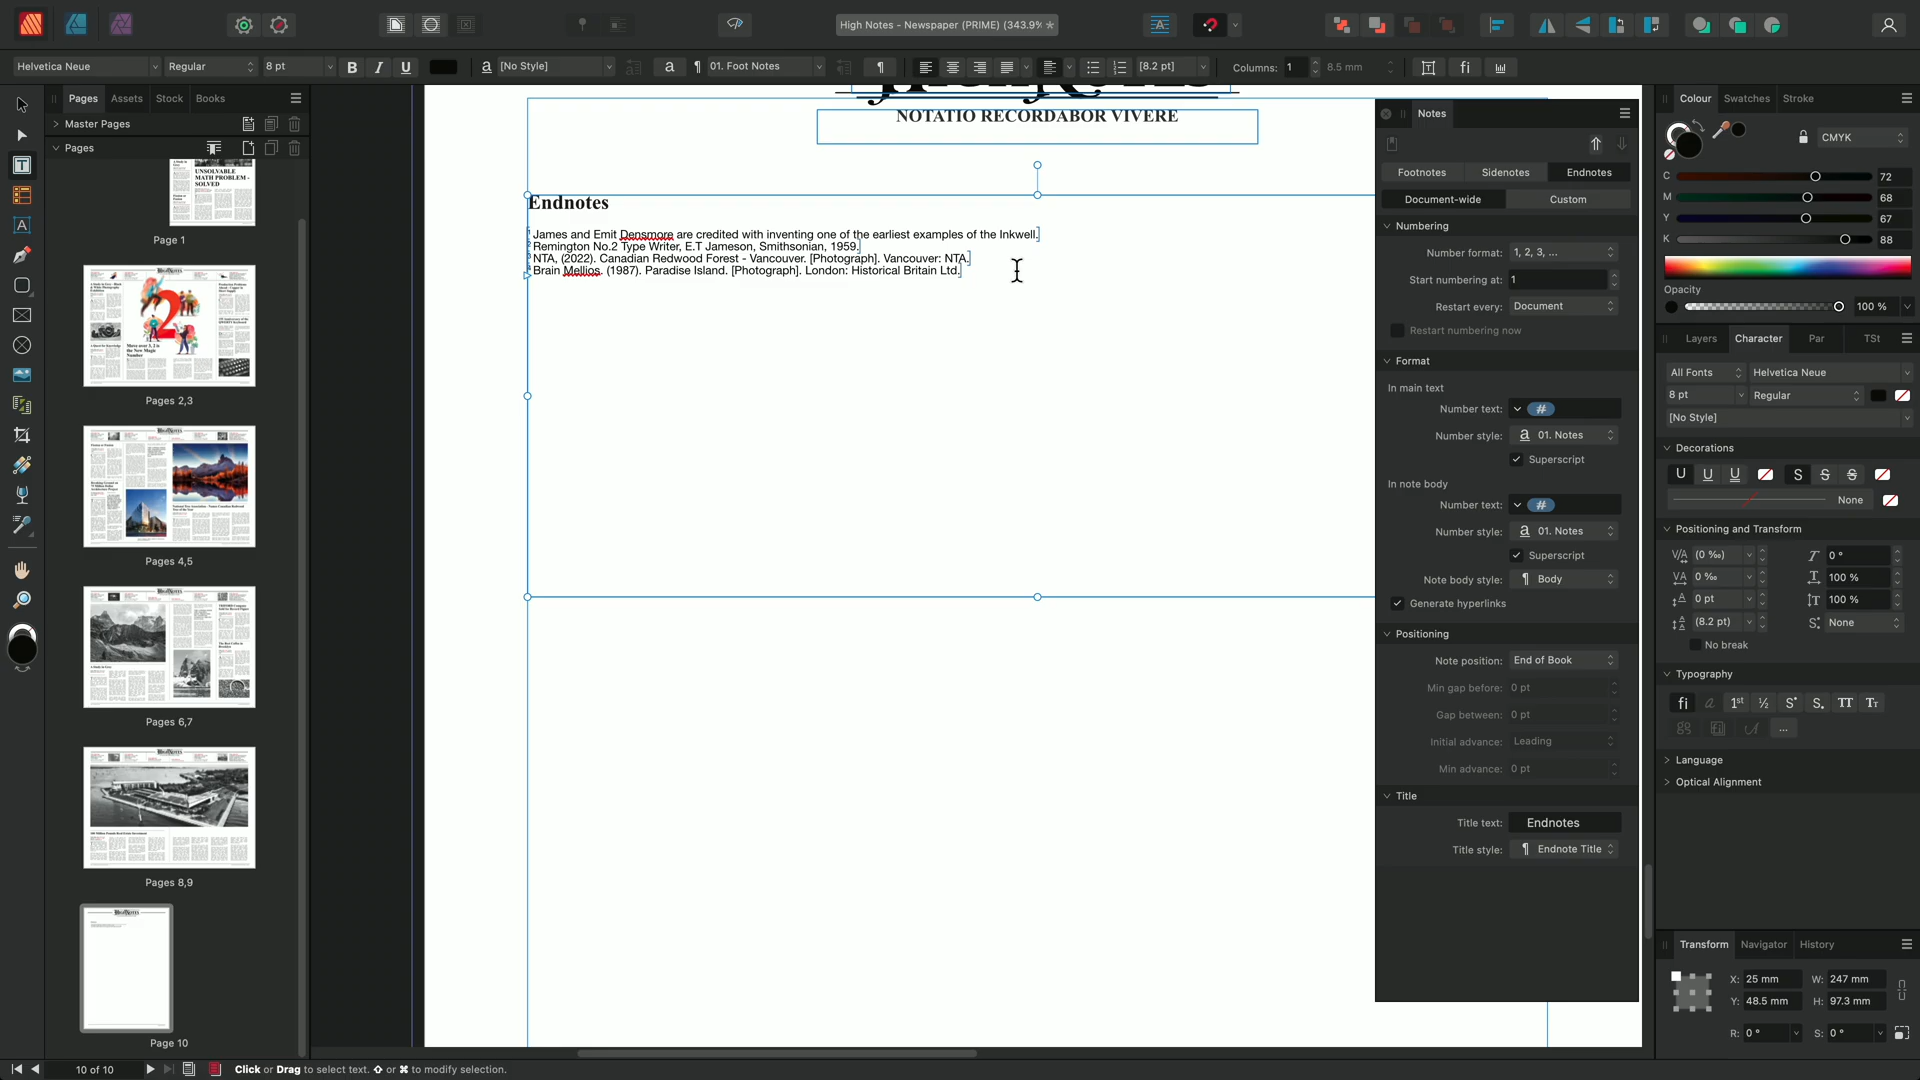 High Notes - Newspaper (PRIME) (343.9% *
Helvetica Neue
Regular
8 pt
B I U
[No Style]
01. Foot Notes
[8.2 pt]
Columns: 1
8.5 mm
Pages Assets Stock Books
Master Pages
Pages
UNSOLVABLE
MATH PROBLEM -
SOLVED
Page 1
Pages 2,3
Pages 4,5
Pages 6,7
Pages 8,9
Page 10
NOTATIO RECORDABOR VIVERE
Endnotes
James and Emit Densmore are credited with inventing one of the earliest examples of the Inkwell.
Remington No.2 Type Writer, E.T Jameson, Smithsonian, 1959.
NTA, (2022). Canadian Redwood Forest - Vancouver. [Photograph]. Vancouver: NTA.
Brain Mellios. (1987). Paradise Island. [Photograph]. London: Historical Britain Ltd.
Notes
Footnotes Sidenotes Endnotes
Document-wide Custom
Numbering
Number format: 1, 2, 3, ...
Start numbering at: 1
Restart every: Document
Restart numbering now
Format
In main text
Number text: #
Number style: a 01. Notes
Superscript
In note body
Number text: #
Number style: a 01. Notes
Superscript
Note body style: ¶ Body
Generate hyperlinks
Positioning
Note position: End of Book
Min gap before: 0 pt
Gap between: 0 pt
Initial advance: Leading
Min advance: 0 pt
Title
Title text: Endnotes
Title style: ¶ Endnote Title
Colour Swatches Stroke
CMYK
C 72
M 68
Y 67
K 88
Opacity
100 %
Layers Character Par TSt
All Fonts Helvetica Neue
8 pt Regular
[No Style]
Decorations
U U U S S S
None
Positioning and Transform
(0 ‰) 0 °
0 ‰ 100 %
0 pt 100 %
(8.2 pt) None
No break
Typography
fi a 1st ½ S S TT Tt
...
Language
Optical Alignment
Transform Navigator History
X: 25 mm W: 247 mm
Y: 48.5 mm H: 97.3 mm
R: 0 ° S: 0 °
10 of 10
Click or Drag to select text. ⇧ or ⌘ to modify selection.